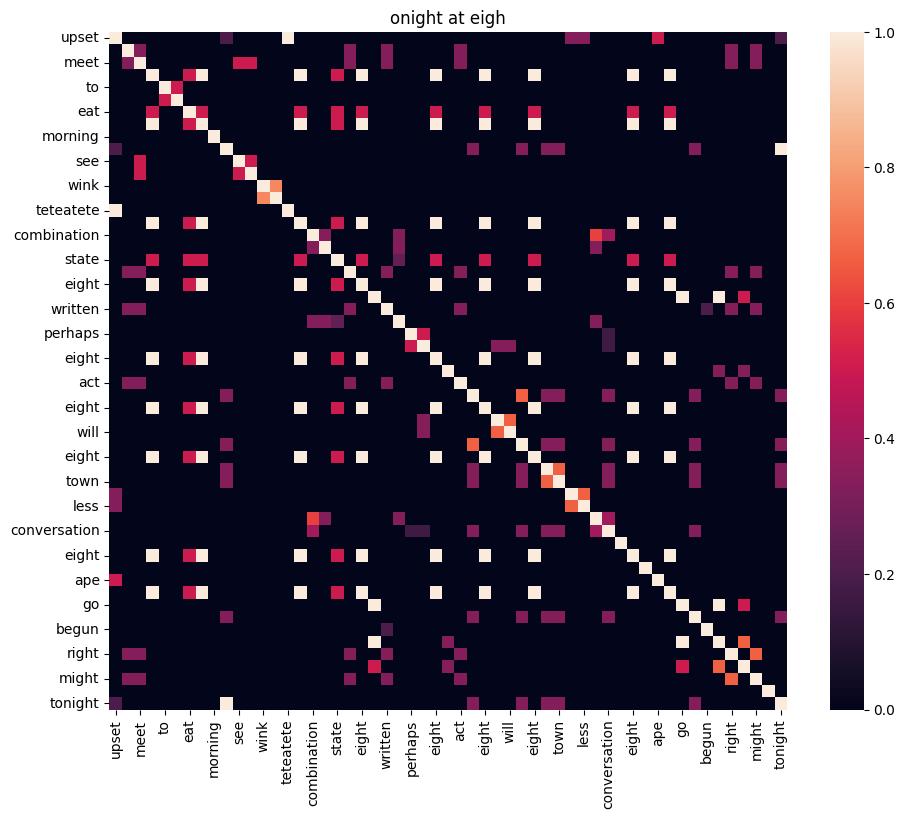 onight at eigh
upset
meet
to
eat
morning
see
wink
teteatete
combination
state
eight
written
perhaps
eight
act
eight
will
eight
town
less
conversation
eight
ape
go
begun
right
might
tonight
1.0
0.8
0.6
0.4
0.2
0.0
upset
meet
to
eat
morning
see
wink
teteatete
combination
state
eight
written
perhaps
eight
act
eight
will
eight
town
less
conversation
eight
ape
go
begun
right
might
tonight